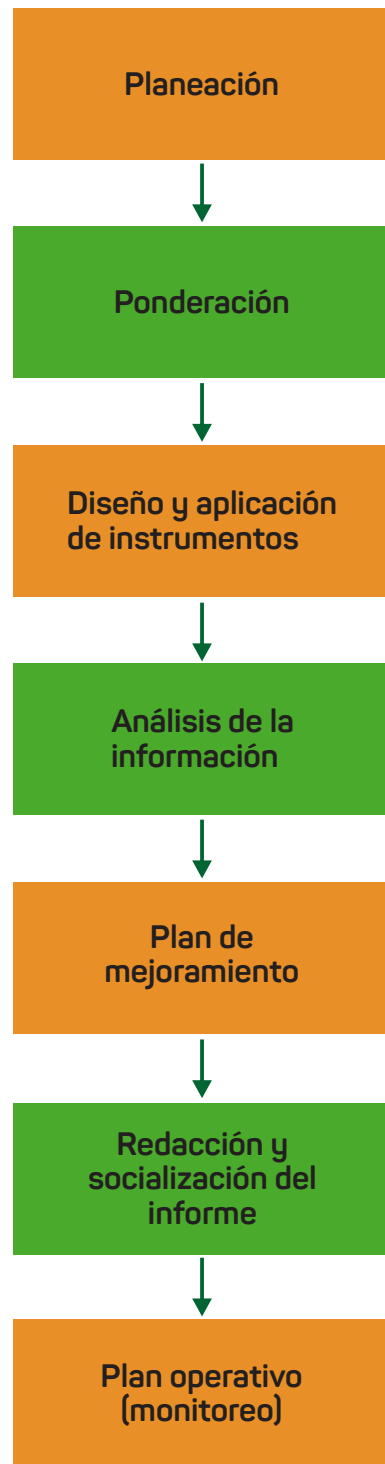 Planeación
Ponderación
Diseño y aplicación
de instrumentos
Análisis de la
información
Plan de
mejoramiento
Redacción y
socialización del
informe
Plan operativo
(monitoreo)